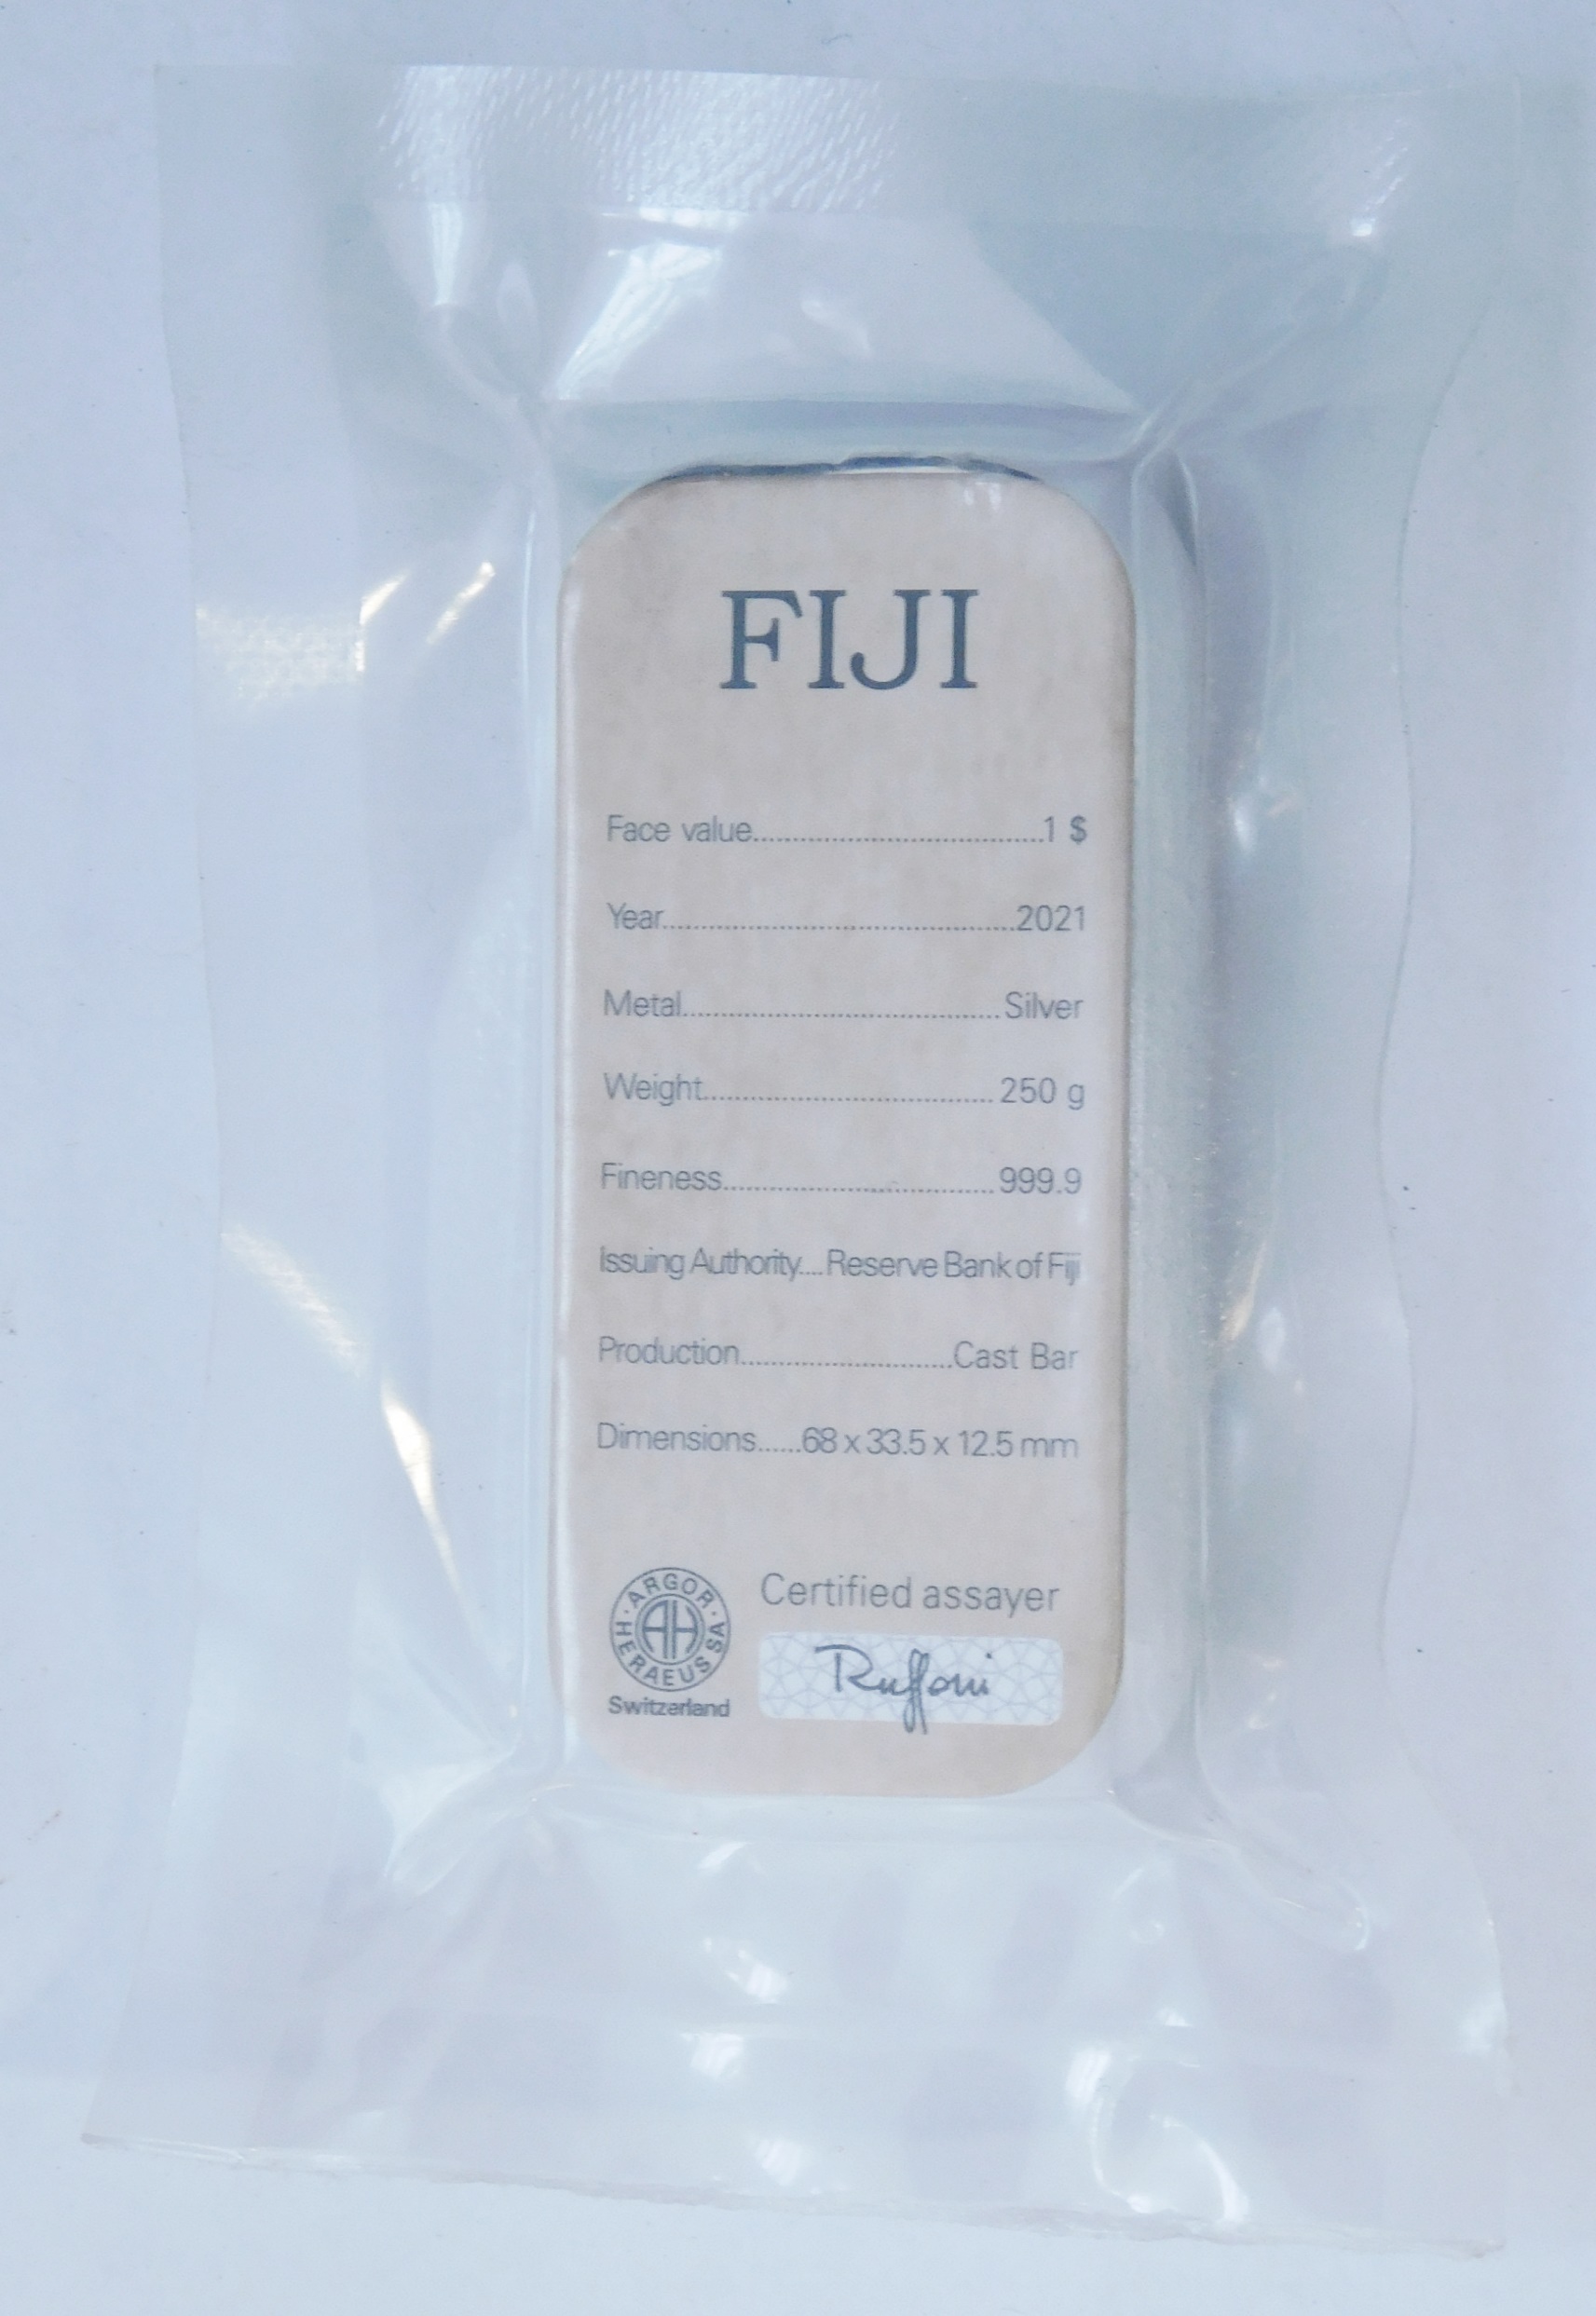 FIJI
Face value......................................1 $
Year..............................................2021
Metal.........................................Silver
Weight.....................................250 g
Fineness...................................999.9
Issuing Authority....Reserve Bank of Fiji
Production...........................Cast Bar
Dimensions......68 x 33.5 x 12.5 mm
Certified assayer
ARGOR · HERAEUS SA ·
AH
Ruffoni
Switzerland